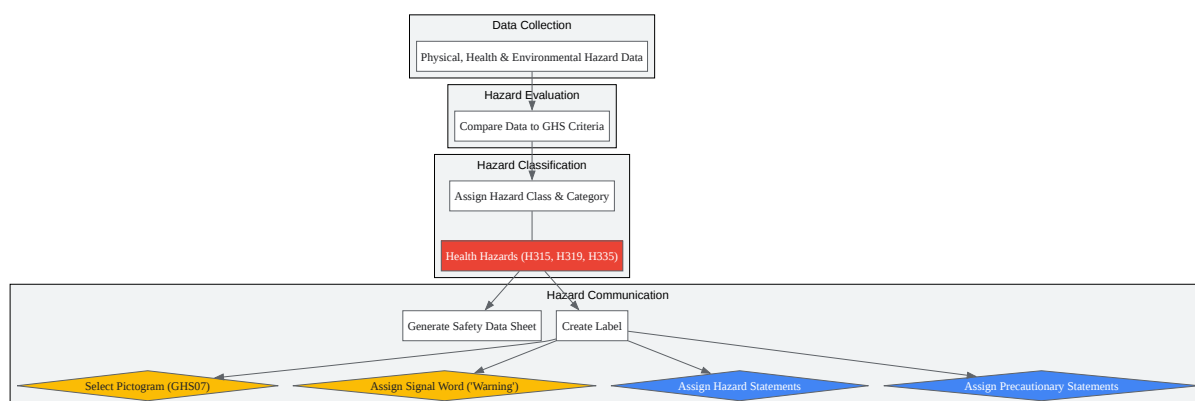 Data Collection
Physical, Health & Environmental Hazard Data
Hazard Evaluation
Compare Data to GHS Criteria
Hazard Classification
Assign Hazard Class & Category
Health Hazards (H315, H319, H335)
Hazard Communication
Generate Safety Data Sheet
Create Label
Select Pictogram (GHS07)
Assign Signal Word ('Warning')
Assign Hazard Statements
Assign Precautionary Statements